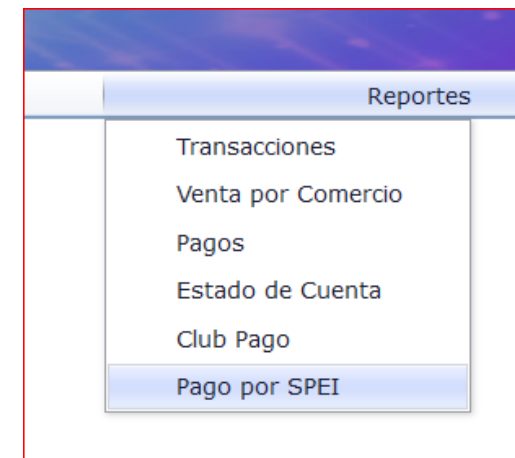 Reportes
Transacciones
Venta por Comercio
Pagos
Estado de Cuenta
Club Pago
Pago por SPEI